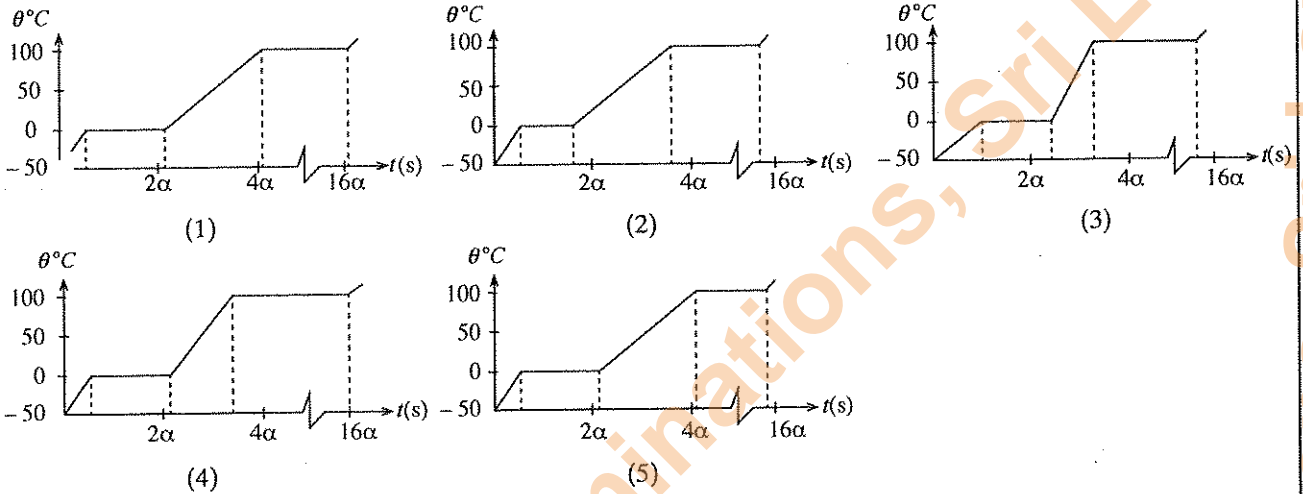 θ°C θ°C θ°C
100 100 100
50 50 50
0 0 0
– 50 – 50 – 50
2α 4α 16α t(s) 2α 4α 16α t(s) 2α 4α 16α t(s)
(1) (2) (3)
θ°C θ°C
100 100
50 50
0 0
– 50 – 50
2α 4α 16α t(s) 2α 4α 16α t(s)
(4) (5)
inations, Sri L